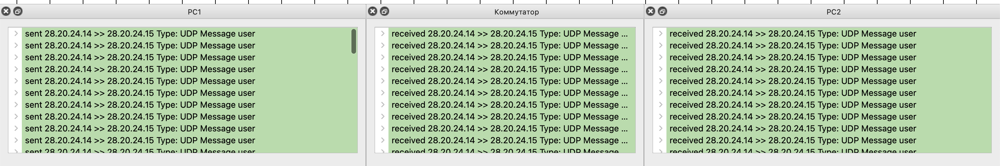 PC1
sent 28.20.24.14 >> 28.20.24.15 Type: UDP Message user
sent 28.20.24.14 >> 28.20.24.15 Type: UDP Message user
sent 28.20.24.14 >> 28.20.24.15 Type: UDP Message user
sent 28.20.24.14 >> 28.20.24.15 Type: UDP Message user
sent 28.20.24.14 >> 28.20.24.15 Type: UDP Message user
sent 28.20.24.14 >> 28.20.24.15 Type: UDP Message user
sent 28.20.24.14 >> 28.20.24.15 Type: UDP Message user
sent 28.20.24.14 >> 28.20.24.15 Type: UDP Message user
sent 28.20.24.14 >> 28.20.24.15 Type: UDP Message user
sent 28.20.24.14 >> 28.20.24.15 Type: UDP Message user
sent 28.20.24.14 >> 28.20.24.15 Type: UDP Message user
Коммутатор
received 28.20.24.14 >> 28.20.24.15 Type: UDP Message ...
received 28.20.24.14 >> 28.20.24.15 Type: UDP Message ...
received 28.20.24.14 >> 28.20.24.15 Type: UDP Message ...
received 28.20.24.14 >> 28.20.24.15 Type: UDP Message ...
received 28.20.24.14 >> 28.20.24.15 Type: UDP Message ...
received 28.20.24.14 >> 28.20.24.15 Type: UDP Message ...
received 28.20.24.14 >> 28.20.24.15 Type: UDP Message ...
received 28.20.24.14 >> 28.20.24.15 Type: UDP Message ...
received 28.20.24.14 >> 28.20.24.15 Type: UDP Message ...
received 28.20.24.14 >> 28.20.24.15 Type: UDP Message ...
received 28.20.24.14 >> 28.20.24.15 Type: UDP Message
PC2
received 28.20.24.14 >> 28.20.24.15 Type: UDP Message user
received 28.20.24.14 >> 28.20.24.15 Type: UDP Message user
received 28.20.24.14 >> 28.20.24.15 Type: UDP Message user
received 28.20.24.14 >> 28.20.24.15 Type: UDP Message user
received 28.20.24.14 >> 28.20.24.15 Type: UDP Message user
received 28.20.24.14 >> 28.20.24.15 Type: UDP Message user
received 28.20.24.14 >> 28.20.24.15 Type: UDP Message user
received 28.20.24.14 >> 28.20.24.15 Type: UDP Message user
received 28.20.24.14 >> 28.20.24.15 Type: UDP Message user
received 28.20.24.14 >> 28.20.24.15 Type: UDP Message user
received 28.20.24.14 >> 28.20.24.15 Type: UDP Message user